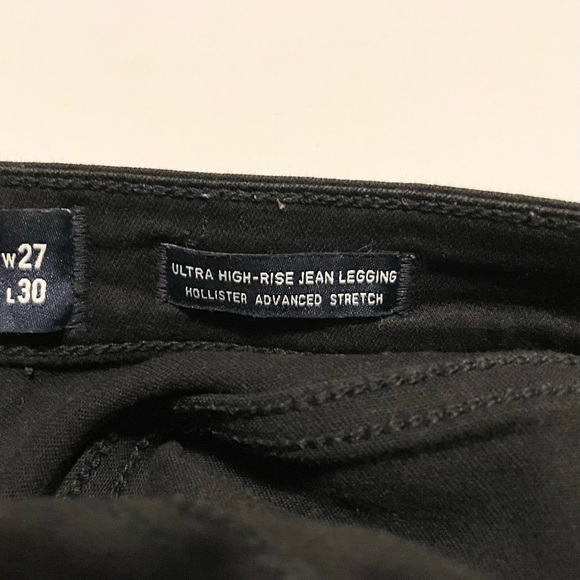 W27
L30
ULTRA HIGH-RISE JEAN LEGGING
HOLLISTER ADVANCED STRETCH